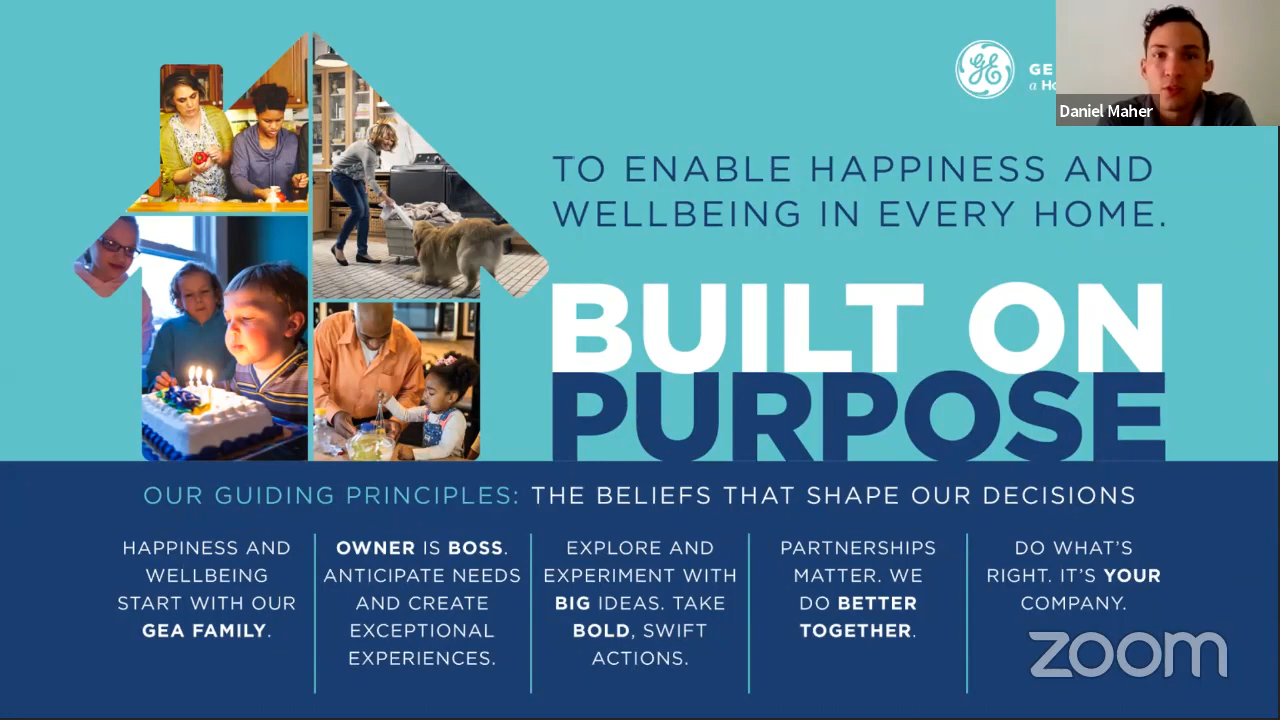 GE
GE
a Ho
Daniel Maher
TO ENABLE HAPPINESS AND
WELLBEING IN EVERY HOME.
BUILT ON
PURPOSE
OUR GUIDING PRINCIPLES: THE BELIEFS THAT SHAPE OUR DECISIONS
HAPPINESS AND
WELLBEING
START WITH OUR
GEA FAMILY.
OWNER IS BOSS.
ANTICIPATE NEEDS
AND CREATE
EXCEPTIONAL
EXPERIENCES.
EXPLORE AND
EXPERIMENT WITH
BIG IDEAS. TAKE
BOLD, SWIFT
ACTIONS.
PARTNERSHIPS
MATTER. WE
DO BETTER
TOGETHER.
DO WHAT'S
RIGHT. IT'S YOUR
COMPANY.
zoom